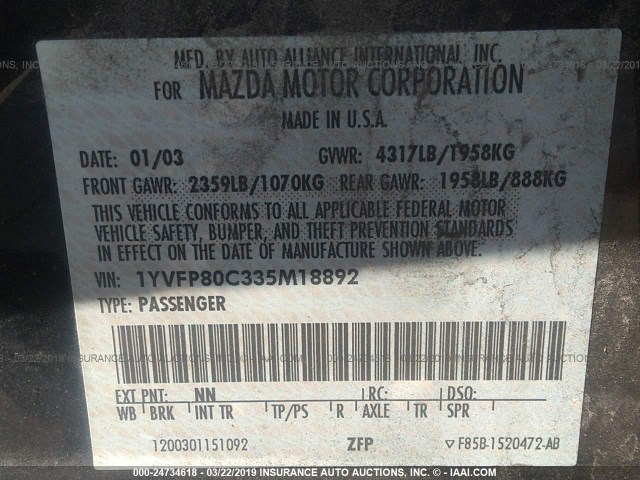 MFD. BY AUTO ALLIANCE INTERNATIONAL, INC.
FOR MAZDA MOTOR CORPORATION
MADE IN U.S.A.
DATE: 01/03 GVWR: 4317LB/1958KG
FRONT GAWR: 2359LB/1070KG REAR GAWR: 1958LB/888KG
THIS VEHICLE CONFORMS TO ALL APPLICABLE FEDERAL MOTOR
VEHICLE SAFETY, BUMPER, AND THEFT PREVENTION STANDARDS
IN EFFECT ON THE DATE OF MANUFACTURE SHOWN ABOVE.
VIN: 1YVFP80C335M18892
TYPE: PASSENGER
EXT PNT: NN RC: DSO:
WB BRK INT TR TP/PS R AXLE TR SPR
1200301151092 ZFP ▽ F85B-1520472-AB
000-24734618 - 03/22/2019 INSURANCE AUTO AUCTIONS, INC. © - IAAI.COM